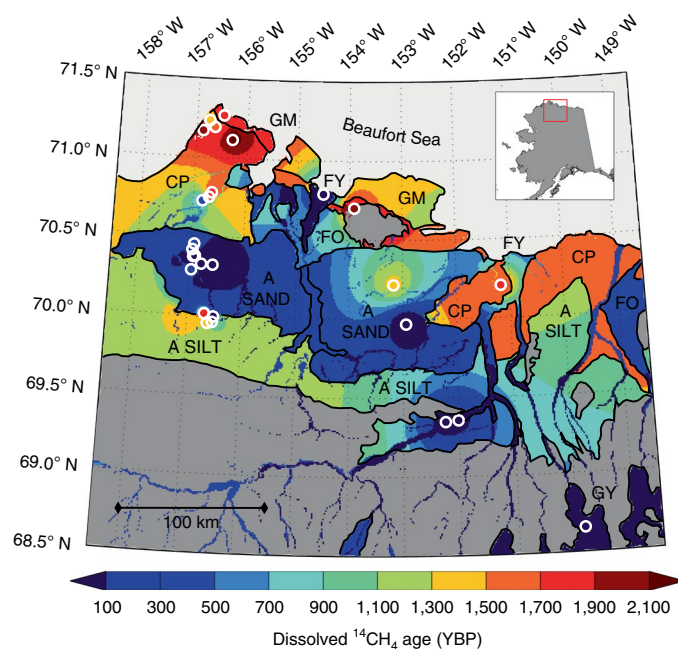 158° W 157° W 156° W 155° W 154° W 153° W 152° W 151° W 150° W 149° W
71.5° N
71.0° N
70.5° N
70.0° N
69.5° N
69.0° N
68.5° N
GM
Beaufort Sea
CP
FY
GM
FO
FY
CP
A
SAND
A
SAND
CP
A
SILT
FO
A SILT
A SILT
GY
100 km
100 300 500 700 900 1,100 1,300 1,500 1,700 1,900 2,100
Dissolved ¹⁴CH₄ age (YBP)